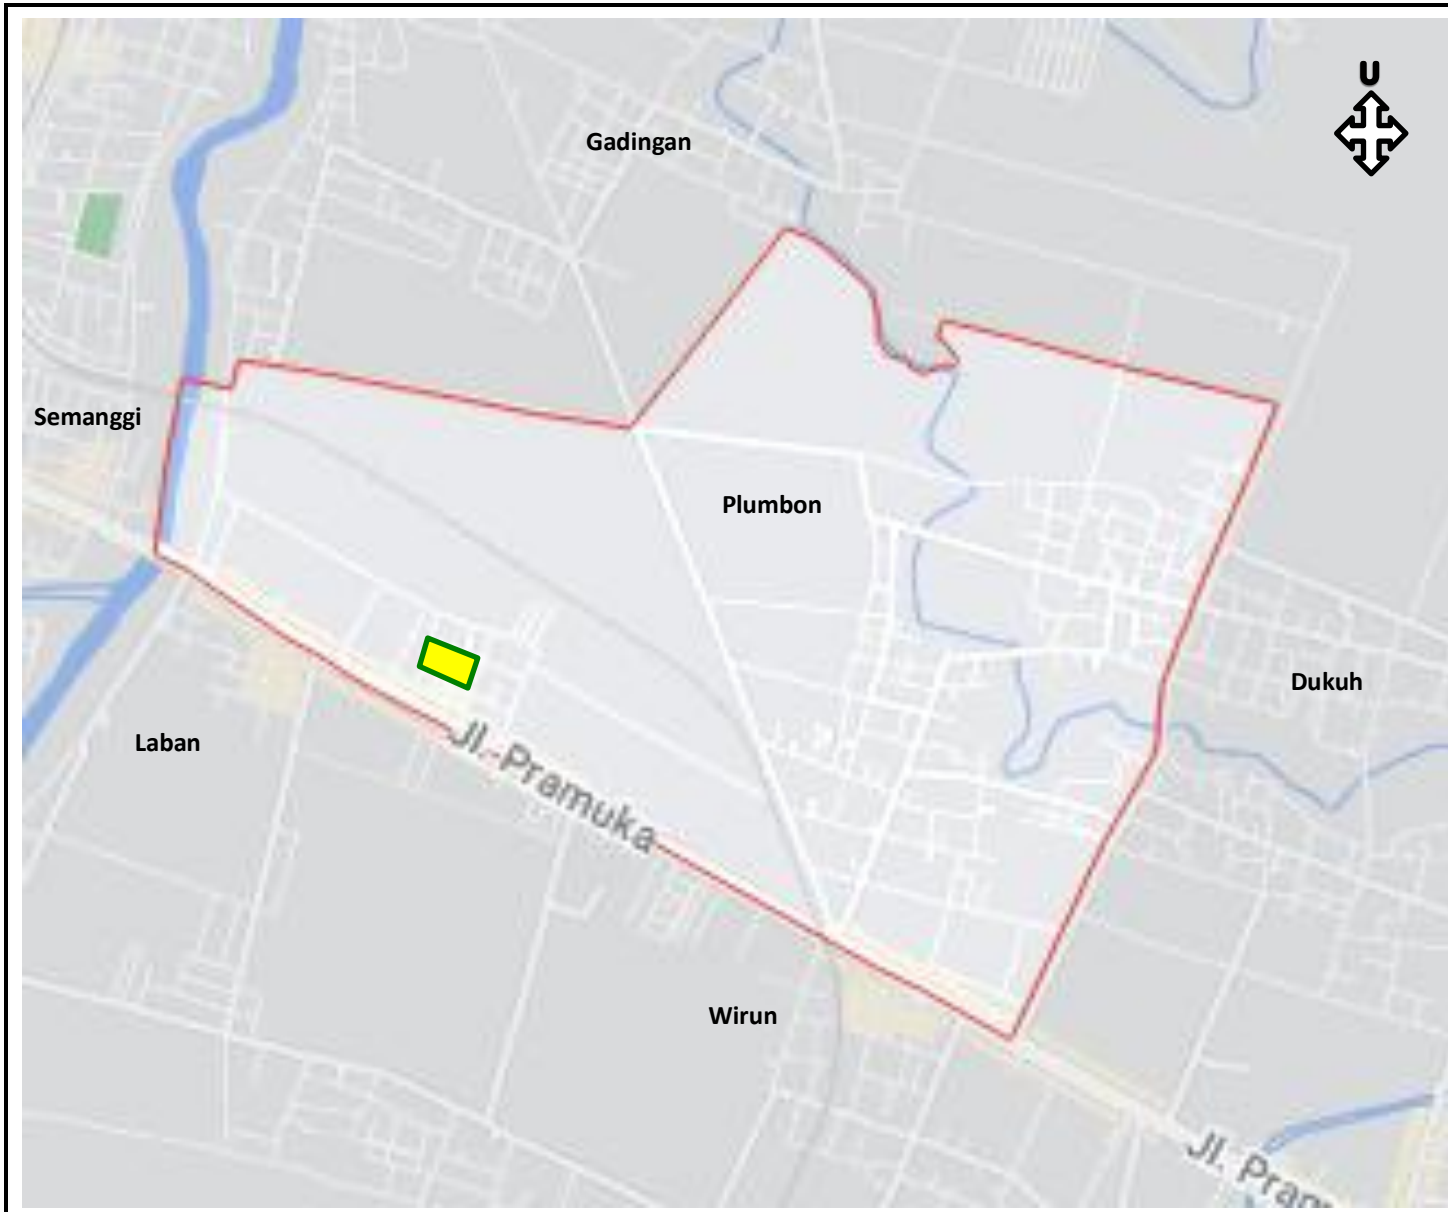 U
Gadingan
Semanggi
Plumbon
Dukuh
Laban
Jl. Pramuka
Wirun
Jl. Pram